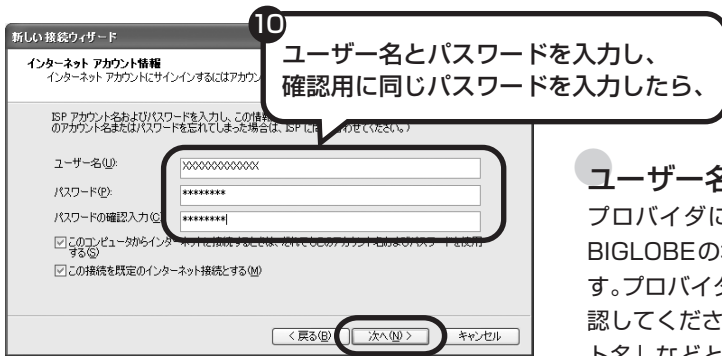 新しい接続ウィザード
10
ユーザー名とパスワードを入力し、
確認用に同じパスワードを入力したら、
インターネット アカウント情報
インターネット アカウントにサインインするにはアカウン
ISP アカウント名およびパスワードを入力し、この情
のアカウント名またはパスワードを忘れてしまった場合は、ISP に
わせてください。)
ユーザー名(U):
XXXXXXXXXXXX
パスワード(P):
********
パスワードの確認入力(C)
********
このコンピュータからインターネットに接続するときは、だれでもこのアカウント名およびパスワードを使用
する(S)
この接続を既定のインターネット接続とする(M)
< 戻る(B)
次へ(N) >
キャンセル
ユーザー名
プロバイダに
BIGLOBEの
す。プロバイダ
認してくださ
ト名」などと